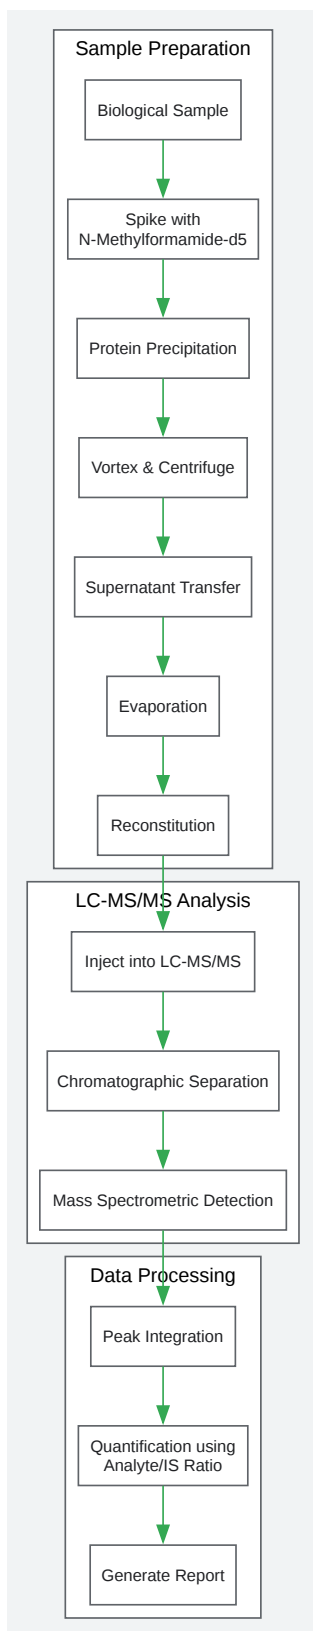 Sample Preparation
Biological Sample
Spike with
N-Methylformamide-d5
Protein Precipitation
Vortex & Centrifuge
Supernatant Transfer
Evaporation
Reconstitution
LC-MS/MS Analysis
Inject into LC-MS/MS
Chromatographic Separation
Mass Spectrometric Detection
Data Processing
Peak Integration
Quantification using
Analyte/IS Ratio
Generate Report